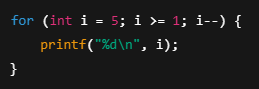 for (int i = 5; i >= 1; i--) {
    printf("%d\n", i);
}